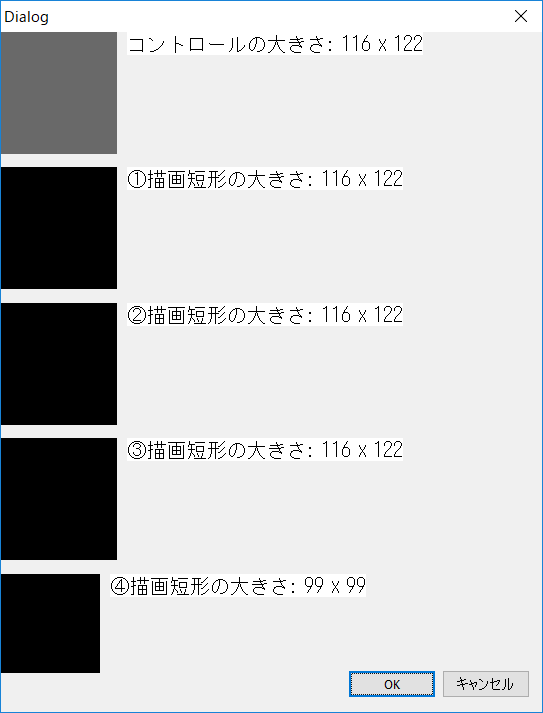 Dialog
コントロールの大きさ: 116 x 122
①描画短形の大きさ: 116 x 122
②描画短形の大きさ: 116 x 122
③描画短形の大きさ: 116 x 122
④描画短形の大きさ: 99 x 99
OK
キャンセル